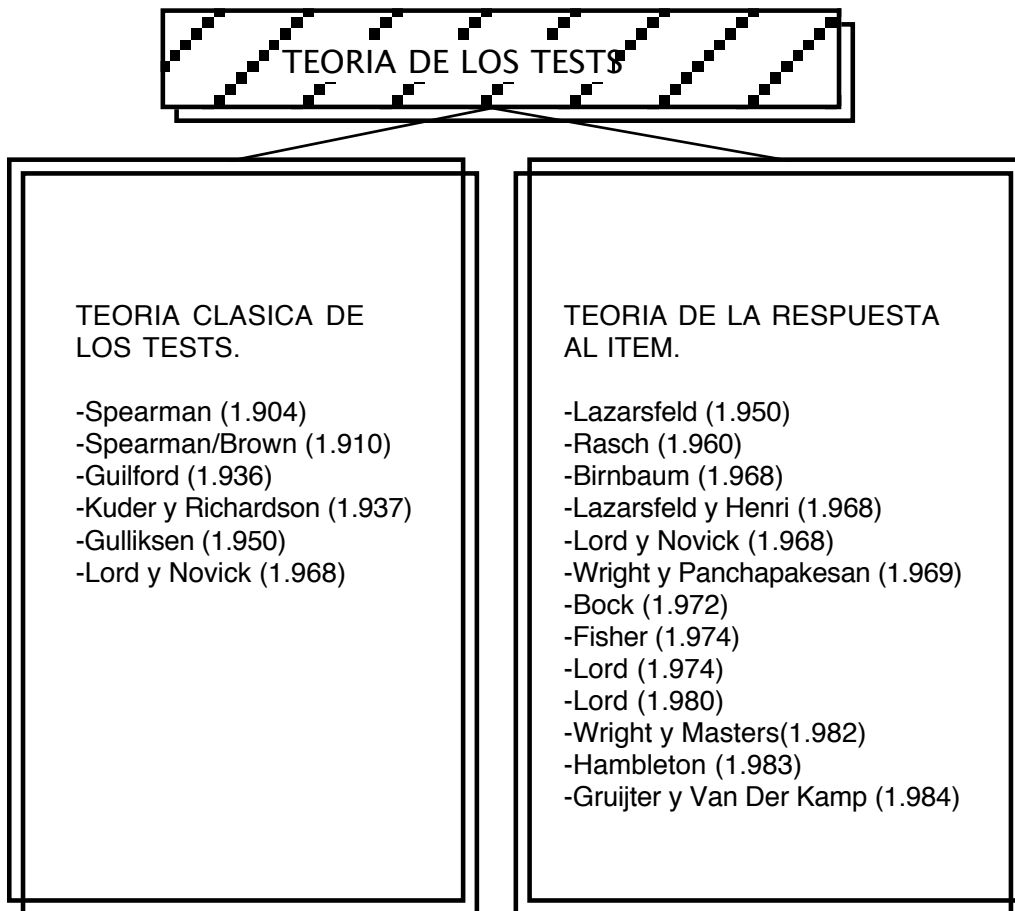 TEORIA DE LOS TESTS
TEORIA CLASICA DE
LOS TESTS.
-Spearman (1.904)
-Spearman/Brown (1.910)
-Guilford (1.936)
-Kuder y Richardson (1.937)
-Gulliksen (1.950)
-Lord y Novick (1.968)
TEORIA DE LA RESPUESTA
AL ITEM.
-Lazarsfeld (1.950)
-Rasch (1.960)
-Birnbaum (1.968)
-Lazarsfeld y Henri (1.968)
-Lord y Novick (1.968)
-Wright y Panchapakesan (1.969)
-Bock (1.972)
-Fisher (1.974)
-Lord (1.974)
-Lord (1.980)
-Wright y Masters(1.982)
-Hambleton (1.983)
-Gruijter y Van Der Kamp (1.984)